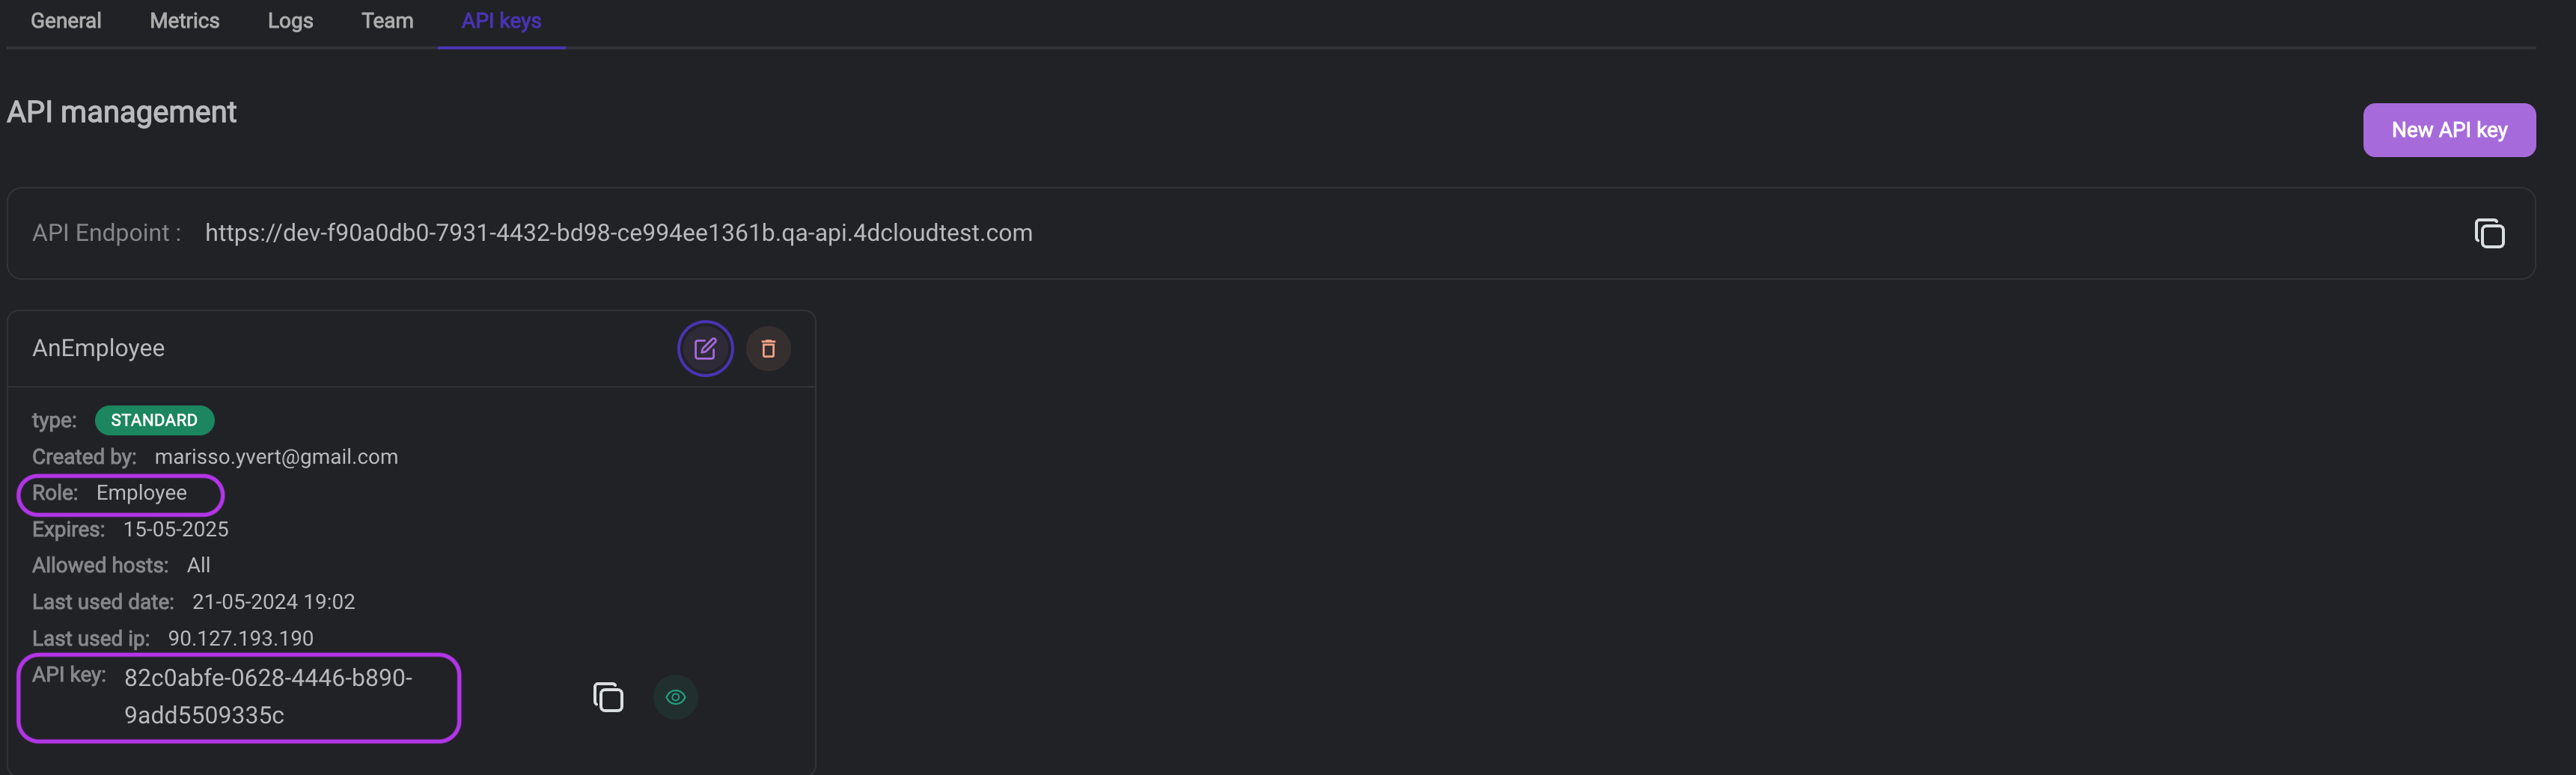 General Metrics Logs Team API keys
API management
New API key
API Endpoint : https://dev-f90a0db0-7931-4432-bd98-ce994ee1361b.qa-api.4dcloudtest.com
AnEmployee
type: STANDARD
Created by: marisso.yvert@gmail.com
Role: Employee
Expires: 15-05-2025
Allowed hosts: All
Last used date: 21-05-2024 19:02
Last used ip: 90.127.193.190
API key: 82c0abfe-0628-4446-b890-
9add5509335c